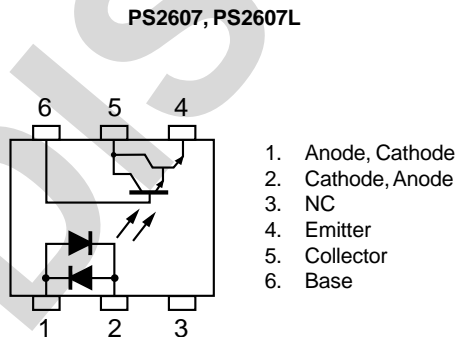 PS2607, PS2607L
6 5 4
1. Anode, Cathode
2. Cathode, Anode
3. NC
4. Emitter
5. Collector
6. Base
1 2 3